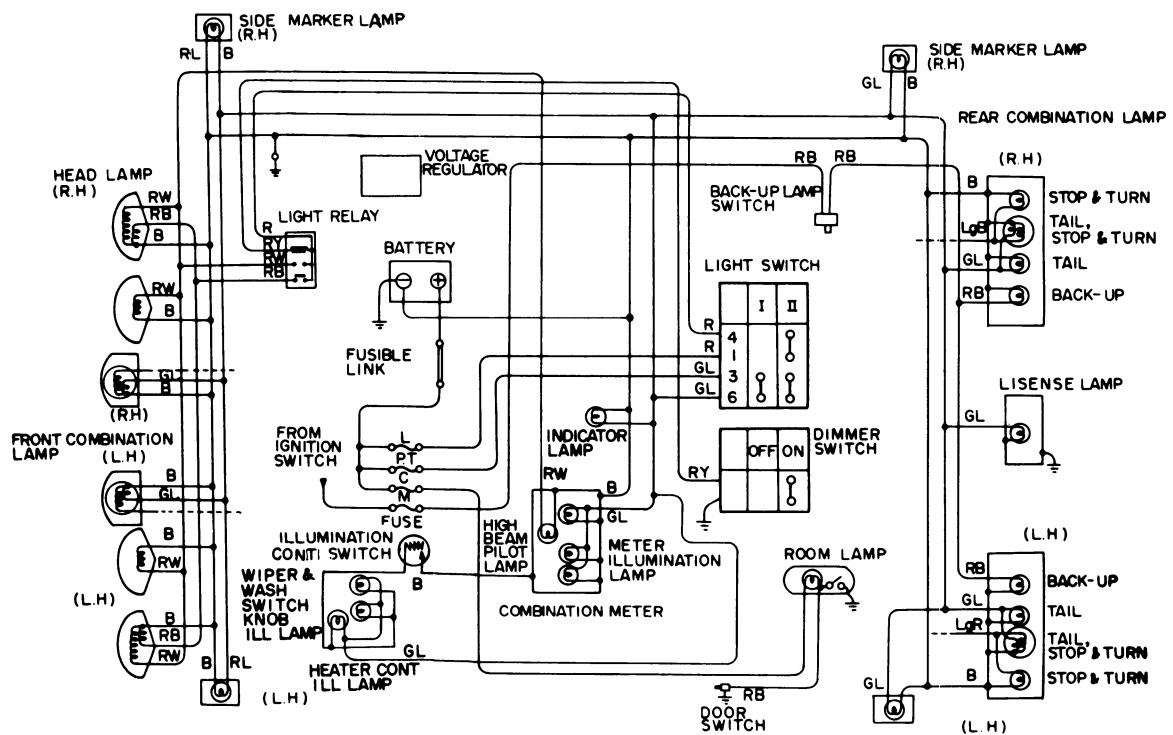 SIDE MARKER LAMP
(R.H)
RL B
SIDE MARKER LAMP
(R.H)
GL B
REAR COMBINATION LAMP
(R.H)
HEAD LAMP
(R.H)
RW
RB
B
VOLTAGE
REGULATOR
RB RB
BACK-UP LAMP
SWITCH
B
STOP & TURN
LgB
TAIL,
STOP & TURN
GL
TAIL
RB
BACK-UP
LIGHT RELAY
R
RY
RW
RB
BATTERY
LIGHT SWITCH
I II
R 4
R 1
GL 3
GL 6
RW
B
FUSIBLE
LINK
GL
B
(R.H)
FRONT COMBINATION
LAMP (L.H)
LISENSE LAMP
GL
FROM
IGNITION
SWITCH
L
P.T
C
M
FUSE
INDICATOR
LAMP
DIMMER
SWITCH
OFF ON
RY
B
GL
RW
B
GL
HIGH
BEAM
PILOT
LAMP
METER
ILLUMINATION
LAMP
COMBINATION METER
ILLUMINATION
CONTI SWITCH
B
WIPER &
WASH
SWITCH
KNOB
ILL LAMP
GL
HEATER CONT
ILL LAMP
ROOM LAMP
RB
DOOR
SWITCH
B
RW
(L.H)
B
RB
RW
B RL
(L.H)
(L.H)
RB
BACK-UP
GL
TAIL
LgR
TAIL,
STOP & TURN
B
STOP & TURN
GL
(L.H)